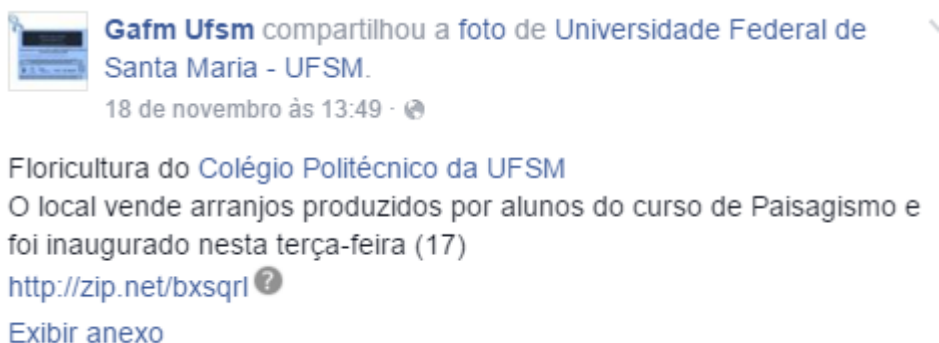 Gafm Ufsm compartilhou a foto de Universidade Federal de
Santa Maria - UFSM.
18 de novembro às 13:49 ·
Floricultura do Colégio Politécnico da UFSM
O local vende arranjos produzidos por alunos do curso de Paisagismo e
foi inaugurado nesta terça-feira (17)
http://zip.net/bxsqrl ?
Exibir anexo